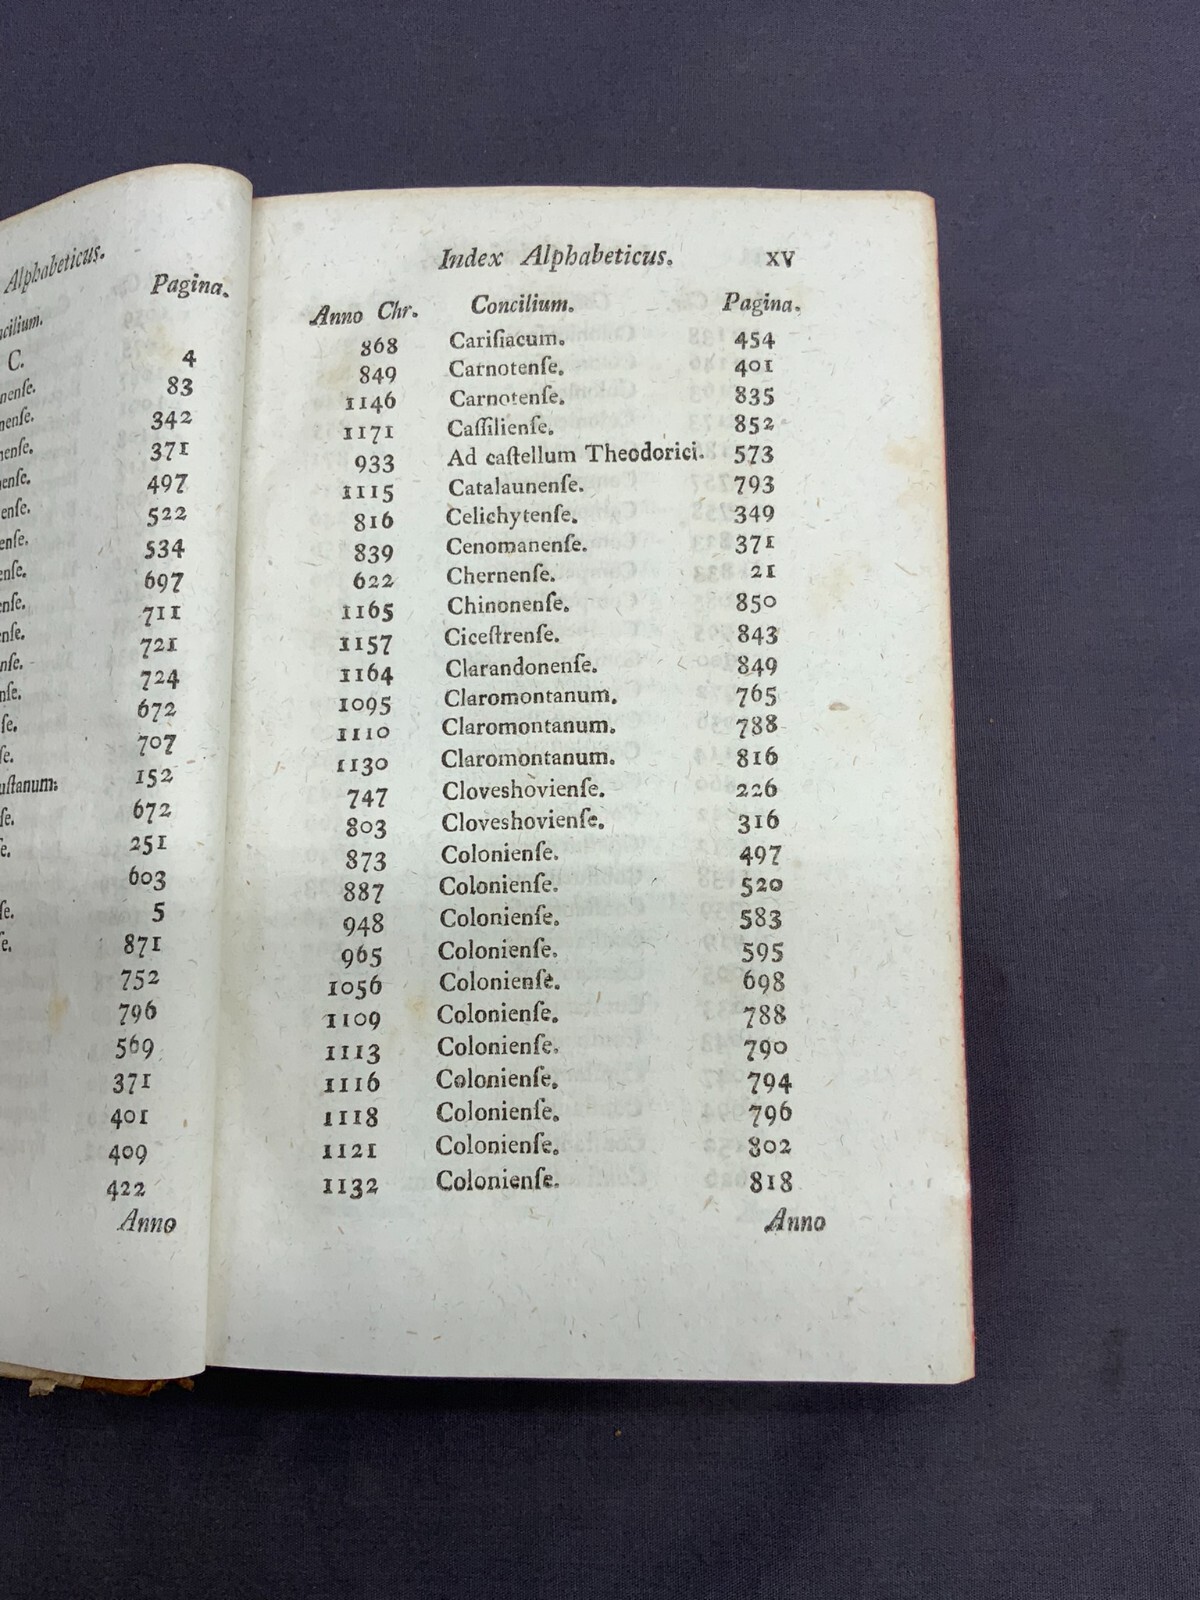 Alphabeticus.
Pagina.
C. 4
83
342
371
497
522
534
697
711
721
724
672
707
152
672
251
603
5
871
752
796
569
371
401
409
422
Anno
Index Alphabeticus. XV
Anno Chr. Concilium. Pagina.
868 Cariſiacum. 454
849 Carnotenſe. 401
1146 Carnotenſe. 835
1171 Caſſilienſe. 852
933 Ad caſtellum Theodorici. 573
1115 Catalaunenſe. 793
816 Celichytenſe. 349
839 Cenomanenſe. 371
622 Chernenſe. 21
1165 Chinonenſe. 850
1157 Ciceſtrenſe. 843
1164 Clarandonenſe. 849
1095 Claromontanum. 765
1110 Claromontanum. 788
1130 Claromontanum. 816
747 Cloveshovienſe. 226
803 Cloveshovienſe. 316
873 Colonienſe. 497
887 Colonienſe. 520
948 Colonienſe. 583
965 Colonienſe. 595
1056 Colonienſe. 698
1109 Colonienſe. 788
1113 Colonienſe. 790
1116 Colonienſe. 794
1118 Colonienſe. 796
1121 Colonienſe. 802
1132 Colonienſe. 818
Anno